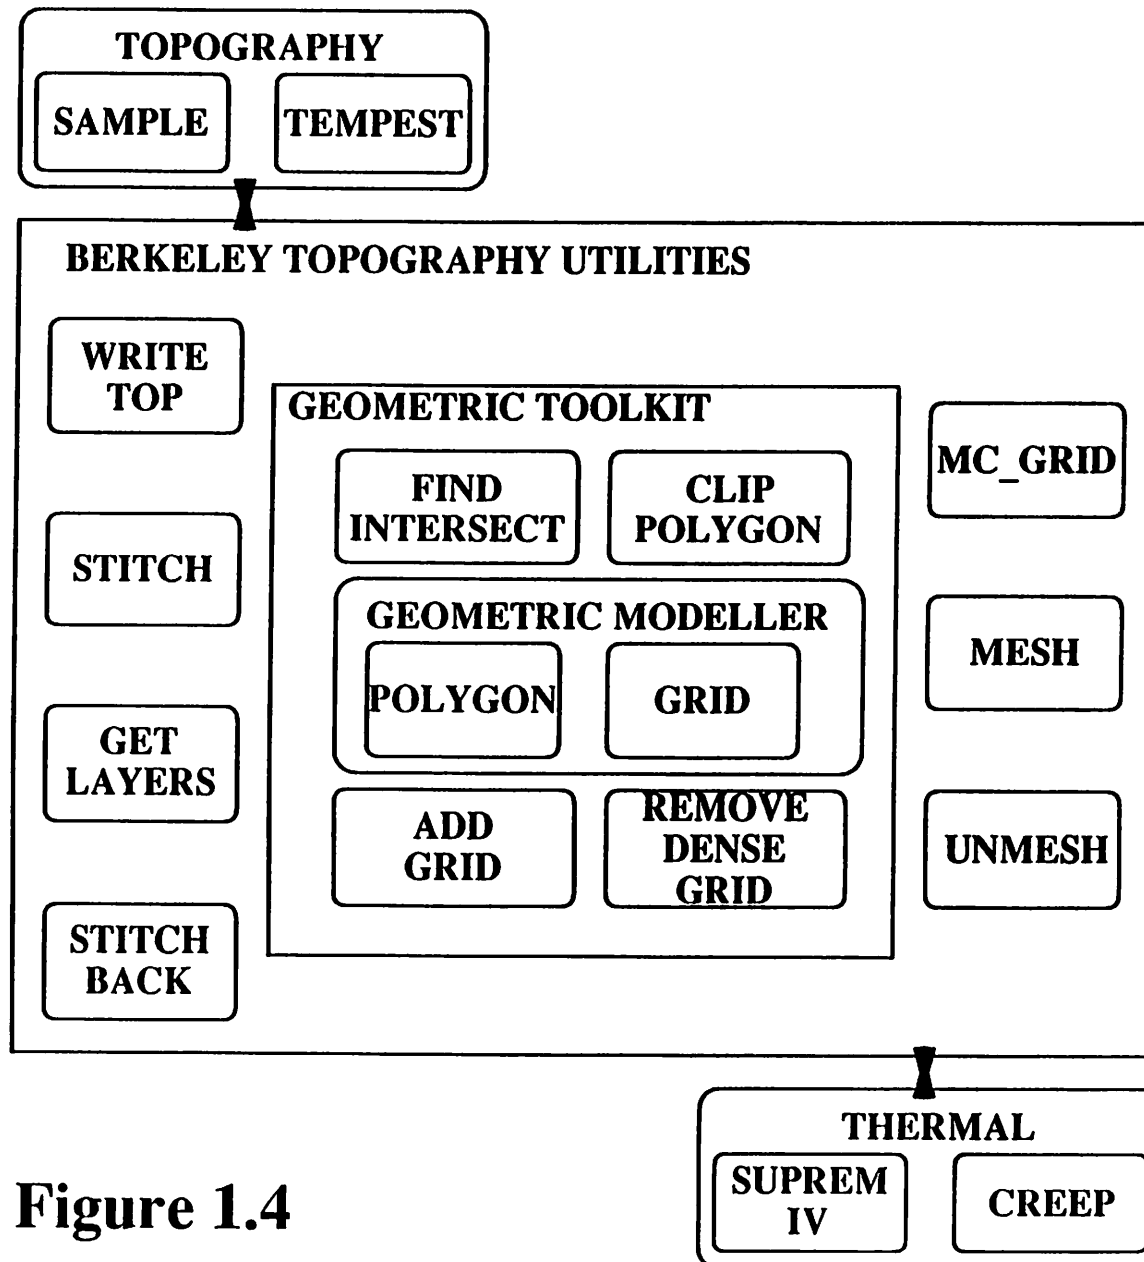 TOPOGRAPHY
SAMPLE
TEMPEST
BERKELEY TOPOGRAPHY UTILITIES
WRITE
TOP
STITCH
GET
LAYERS
STITCH
BACK
GEOMETRIC TOOLKIT
FIND
INTERSECT
CLIP
POLYGON
GEOMETRIC MODELLER
POLYGON
GRID
ADD
GRID
REMOVE
DENSE
GRID
MC_GRID
MESH
UNMESH
THERMAL
SUPREM
IV
CREEP
Figure 1.4